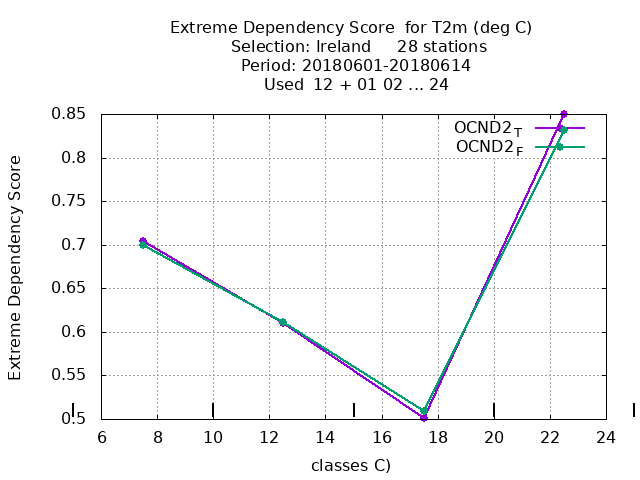 Extreme Dependency Score for T2m (deg C)
Selection: Ireland 28 stations
Period: 20180601-20180614
Used 12 + 01 02 ... 24
OCND2T
OCND2F
Extreme Dependency Score
0.85
0.8
0.75
0.7
0.65
0.6
0.55
0.5
6 8 10 12 14 16 18 20 22 24
classes C)